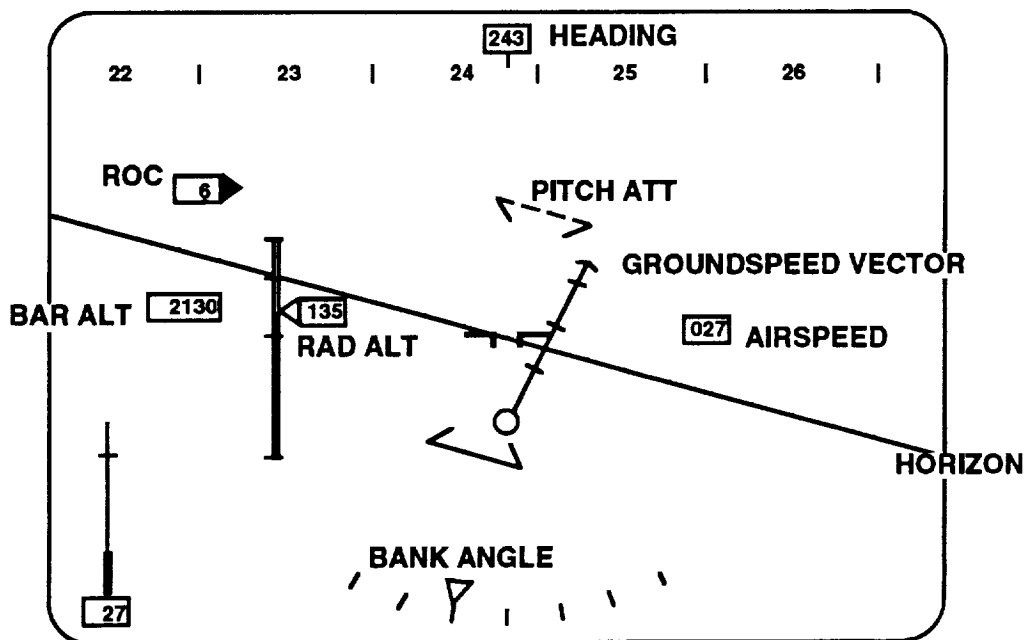 243 HEADING
22 23 24 25 26
ROC 6
PITCH ATT
GROUNDSPEED VECTOR
BAR ALT 2130
135
RAD ALT
027 AIRSPEED
HORIZON
BANK ANGLE
27